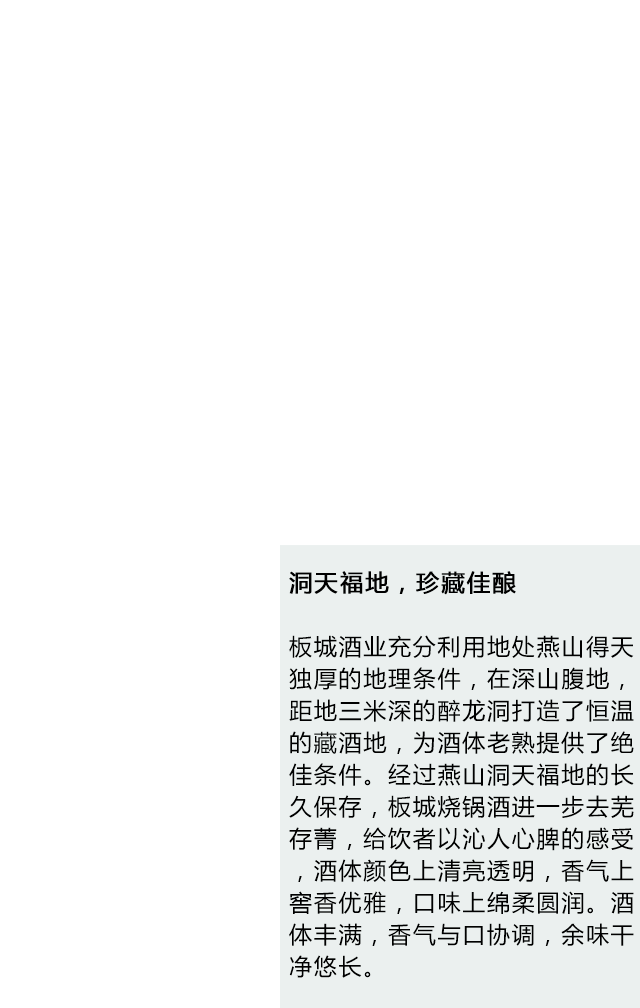 洞天福地，珍藏佳酿
板城酒业充分利用地处燕山得天
独厚的地理条件，在深山腹地，
距地三米深的醉龙洞打造了恒温
的藏酒地，为酒体老熟提供了绝
佳条件。经过燕山洞天福地的长
久保存，板城烧锅酒进一步去芜
存菁，给饮者以沁人心脾的感受
，酒体颜色上清亮透明，香气上
窖香优雅，口味上绵柔圆润。酒
体丰满，香气与口协调，余味干
净悠长。